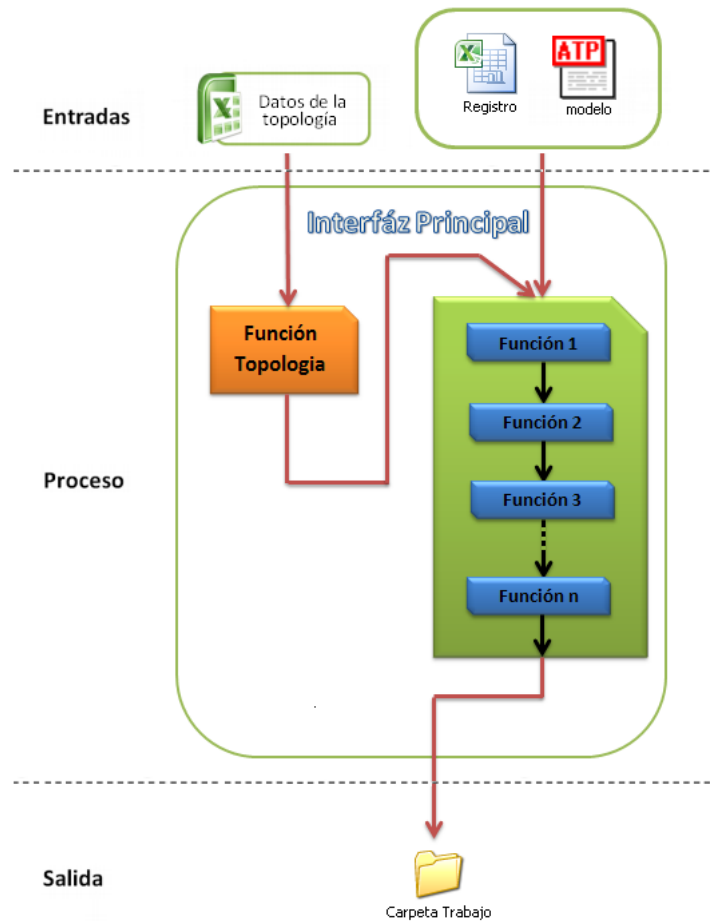 Entradas
Datos de la
topología
Registro
ATP
modelo
Interfáz Principal
Función
Topologia
Función 1
Función 2
Función 3
Función n
Proceso
Salida
Carpeta Trabajo